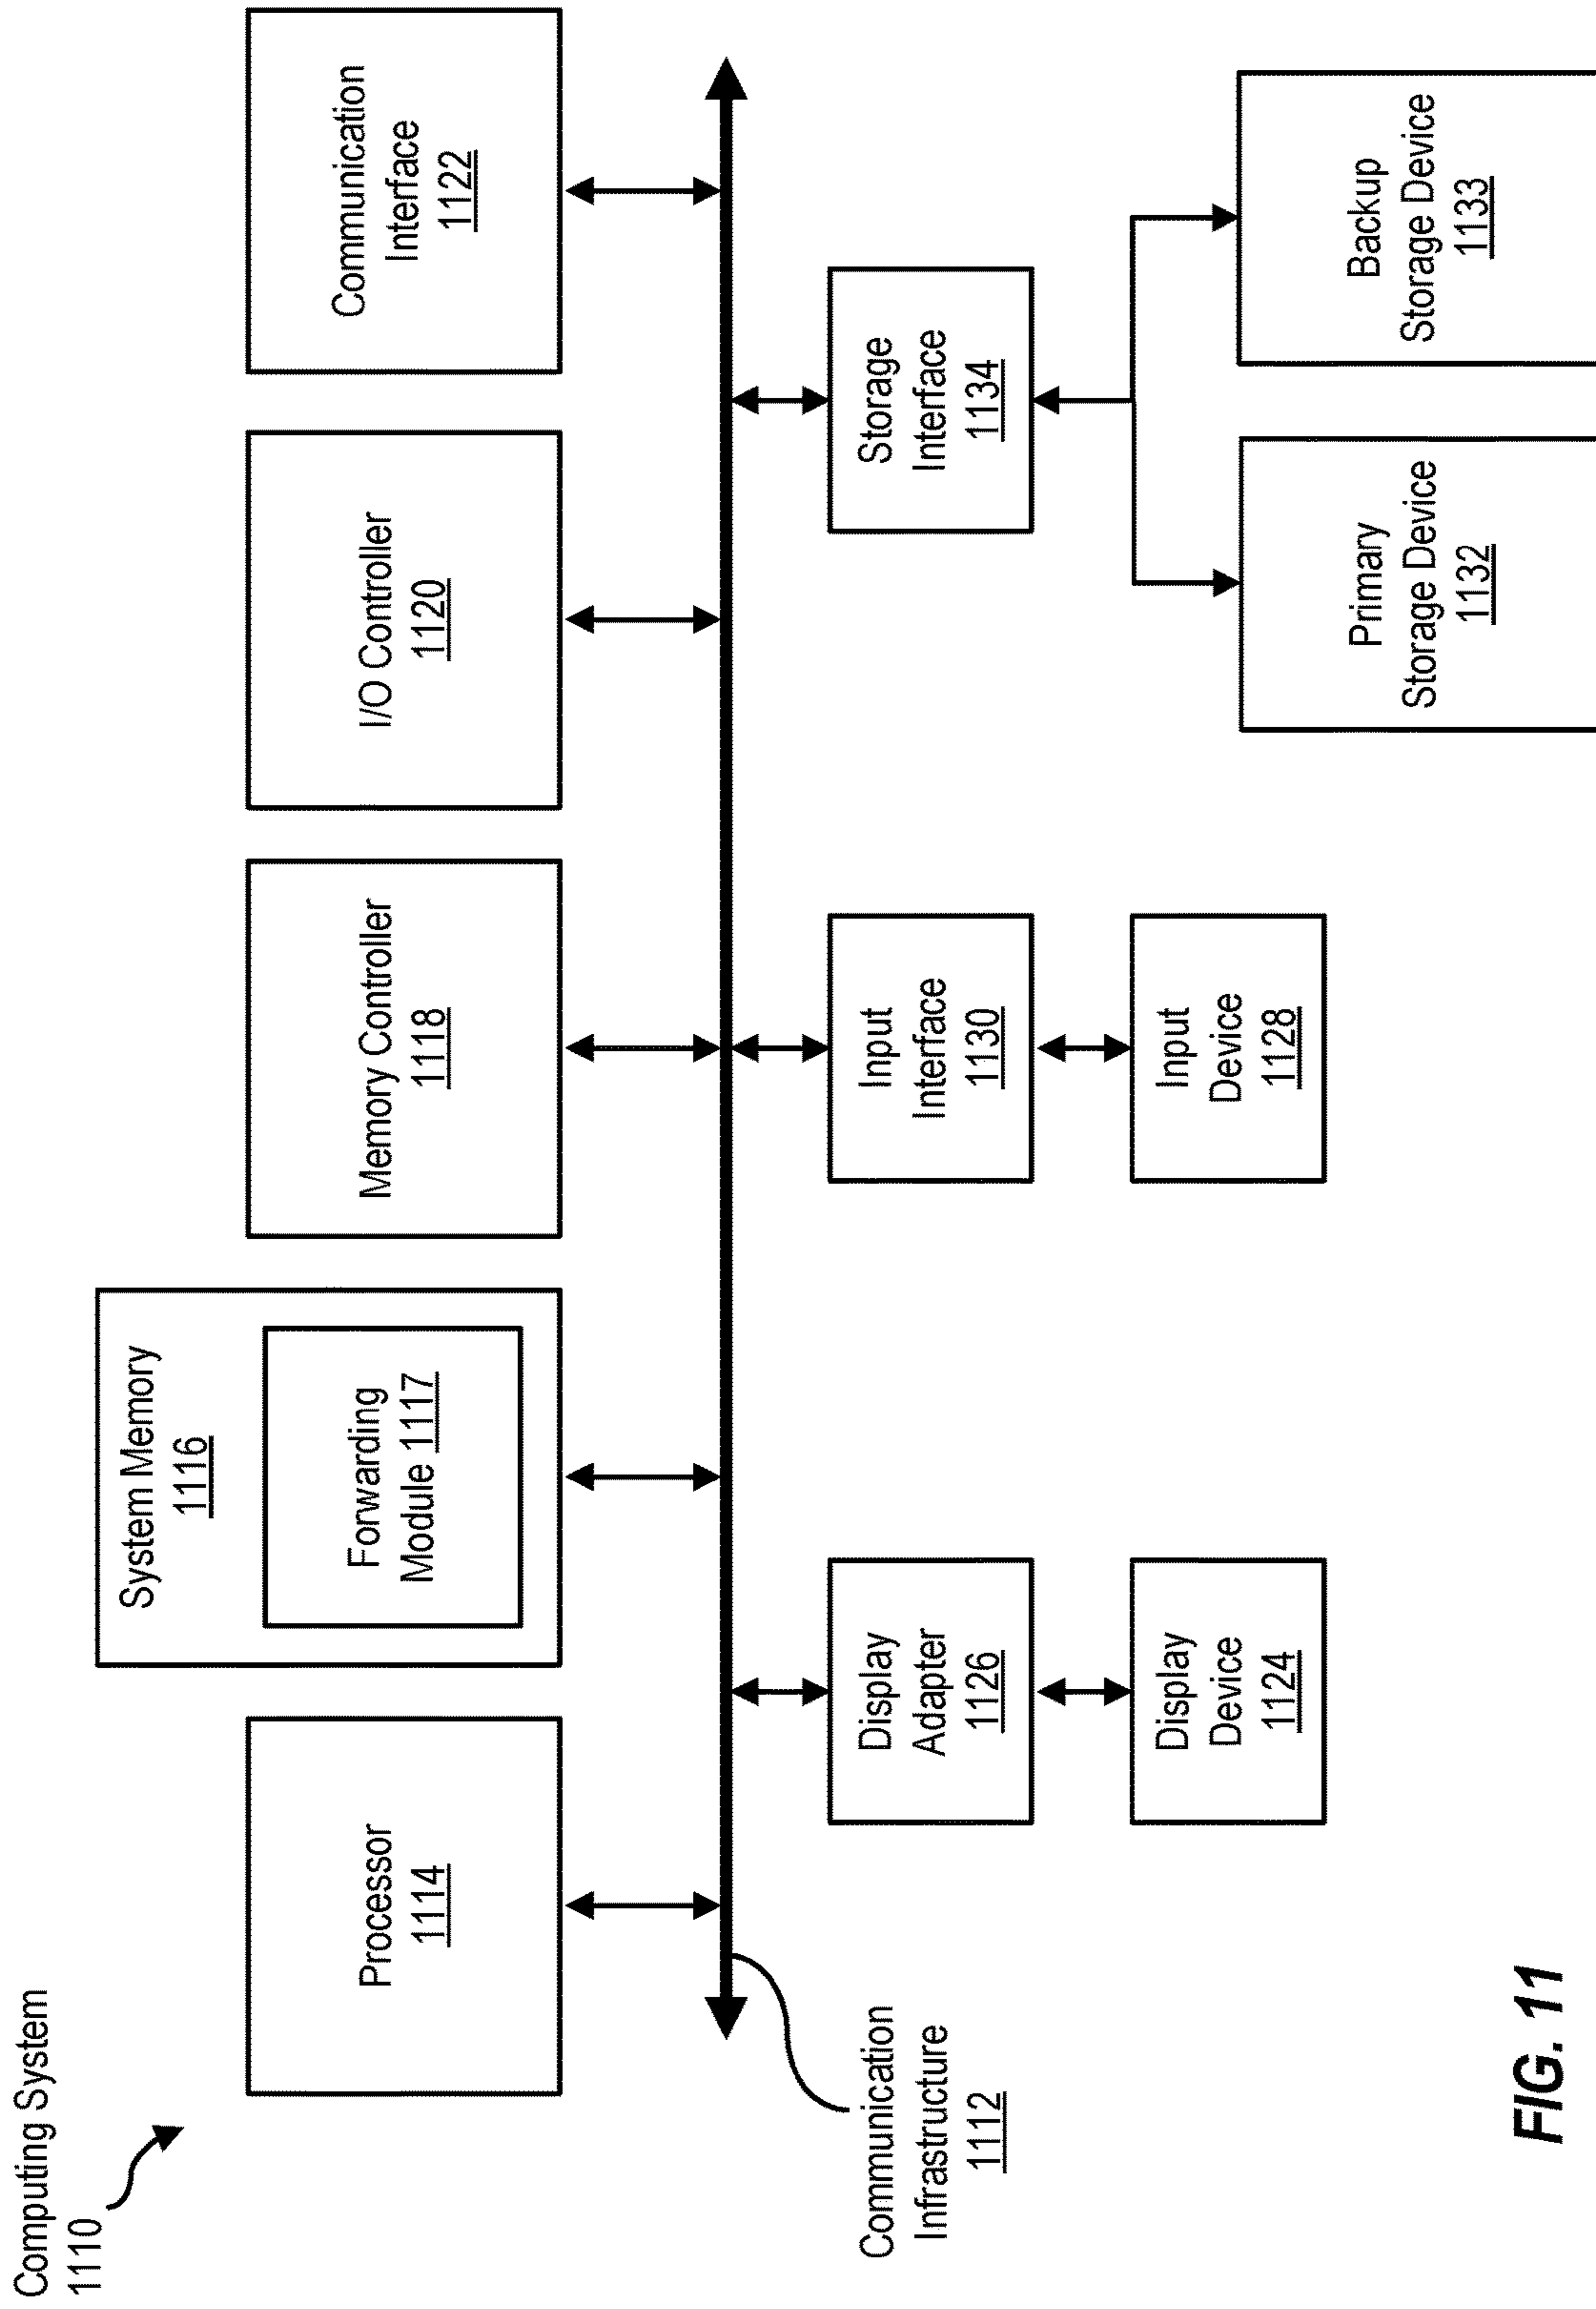 Computing System
1110
Processor
1114
System Memory
1116
Forwarding
Module 1117
Memory Controller
1118
I/O Controller
1120
Communication
Interface
1122
Communication
Infrastructure
1112
Display
Adapter
1126
Input
Interface
1130
Storage
Interface
1134
Display
Device
1124
Input
Device
1128
Primary
Storage Device
1132
Backup
Storage Device
1133
FIG. 11